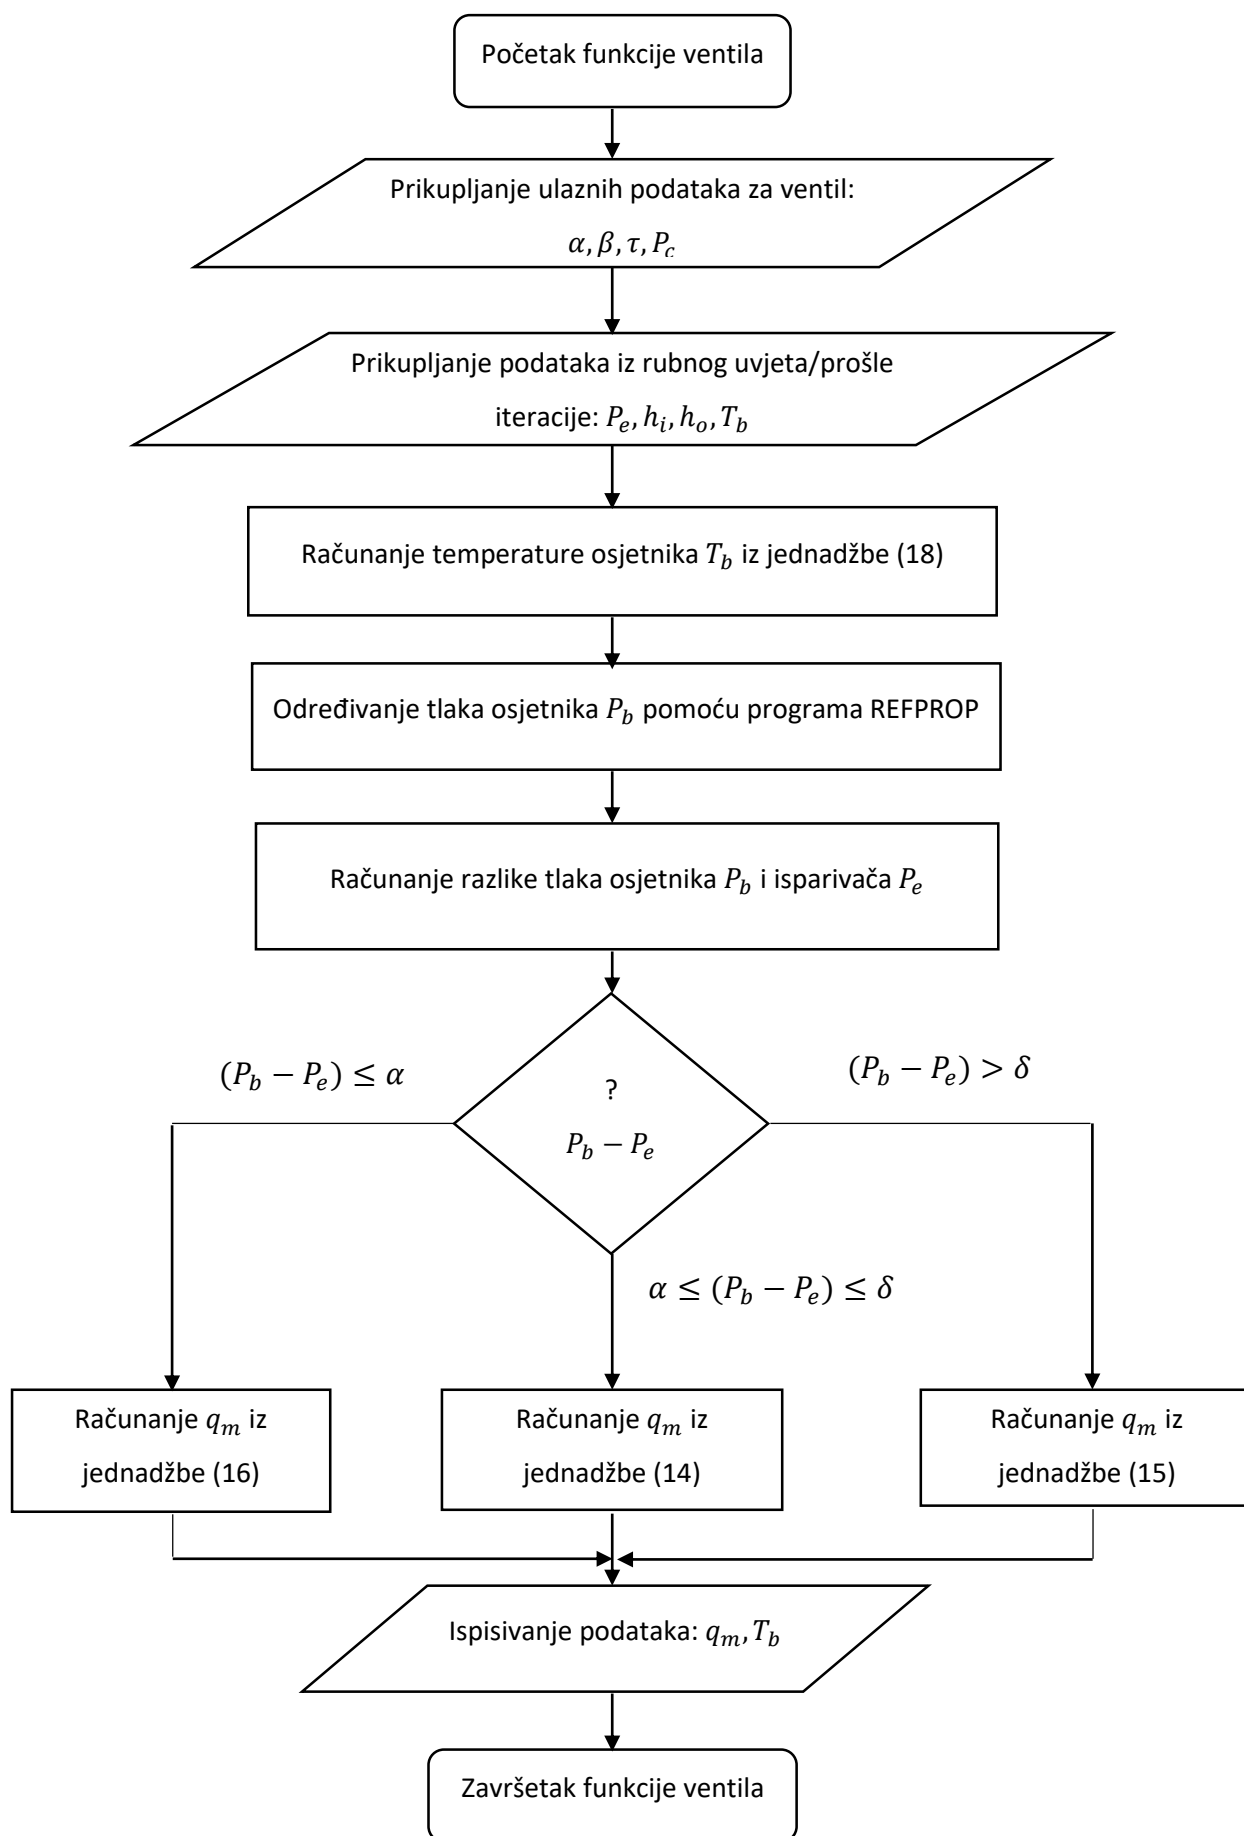 Početak funkcije ventila
Prikupljanje ulaznih podataka za ventil:
α, β, τ, P_c
Prikupljanje podataka iz rubnog uvjeta/prošle
iteracije: P_e, h_i, h_o, T_b
Računanje temperature osjetnika T_b iz jednadžbe (18)
Određivanje tlaka osjetnika P_b pomoću programa REFPROP
Računanje razlike tlaka osjetnika P_b i isparivača P_e
(P_b − P_e) ≤ α
?
P_b − P_e
(P_b − P_e) > δ
α ≤ (P_b − P_e) ≤ δ
Računanje q_m iz
jednadžbe (16)
Računanje q_m iz
jednadžbe (14)
Računanje q_m iz
jednadžbe (15)
Ispisivanje podataka: q_m, T_b
Završetak funkcije ventila